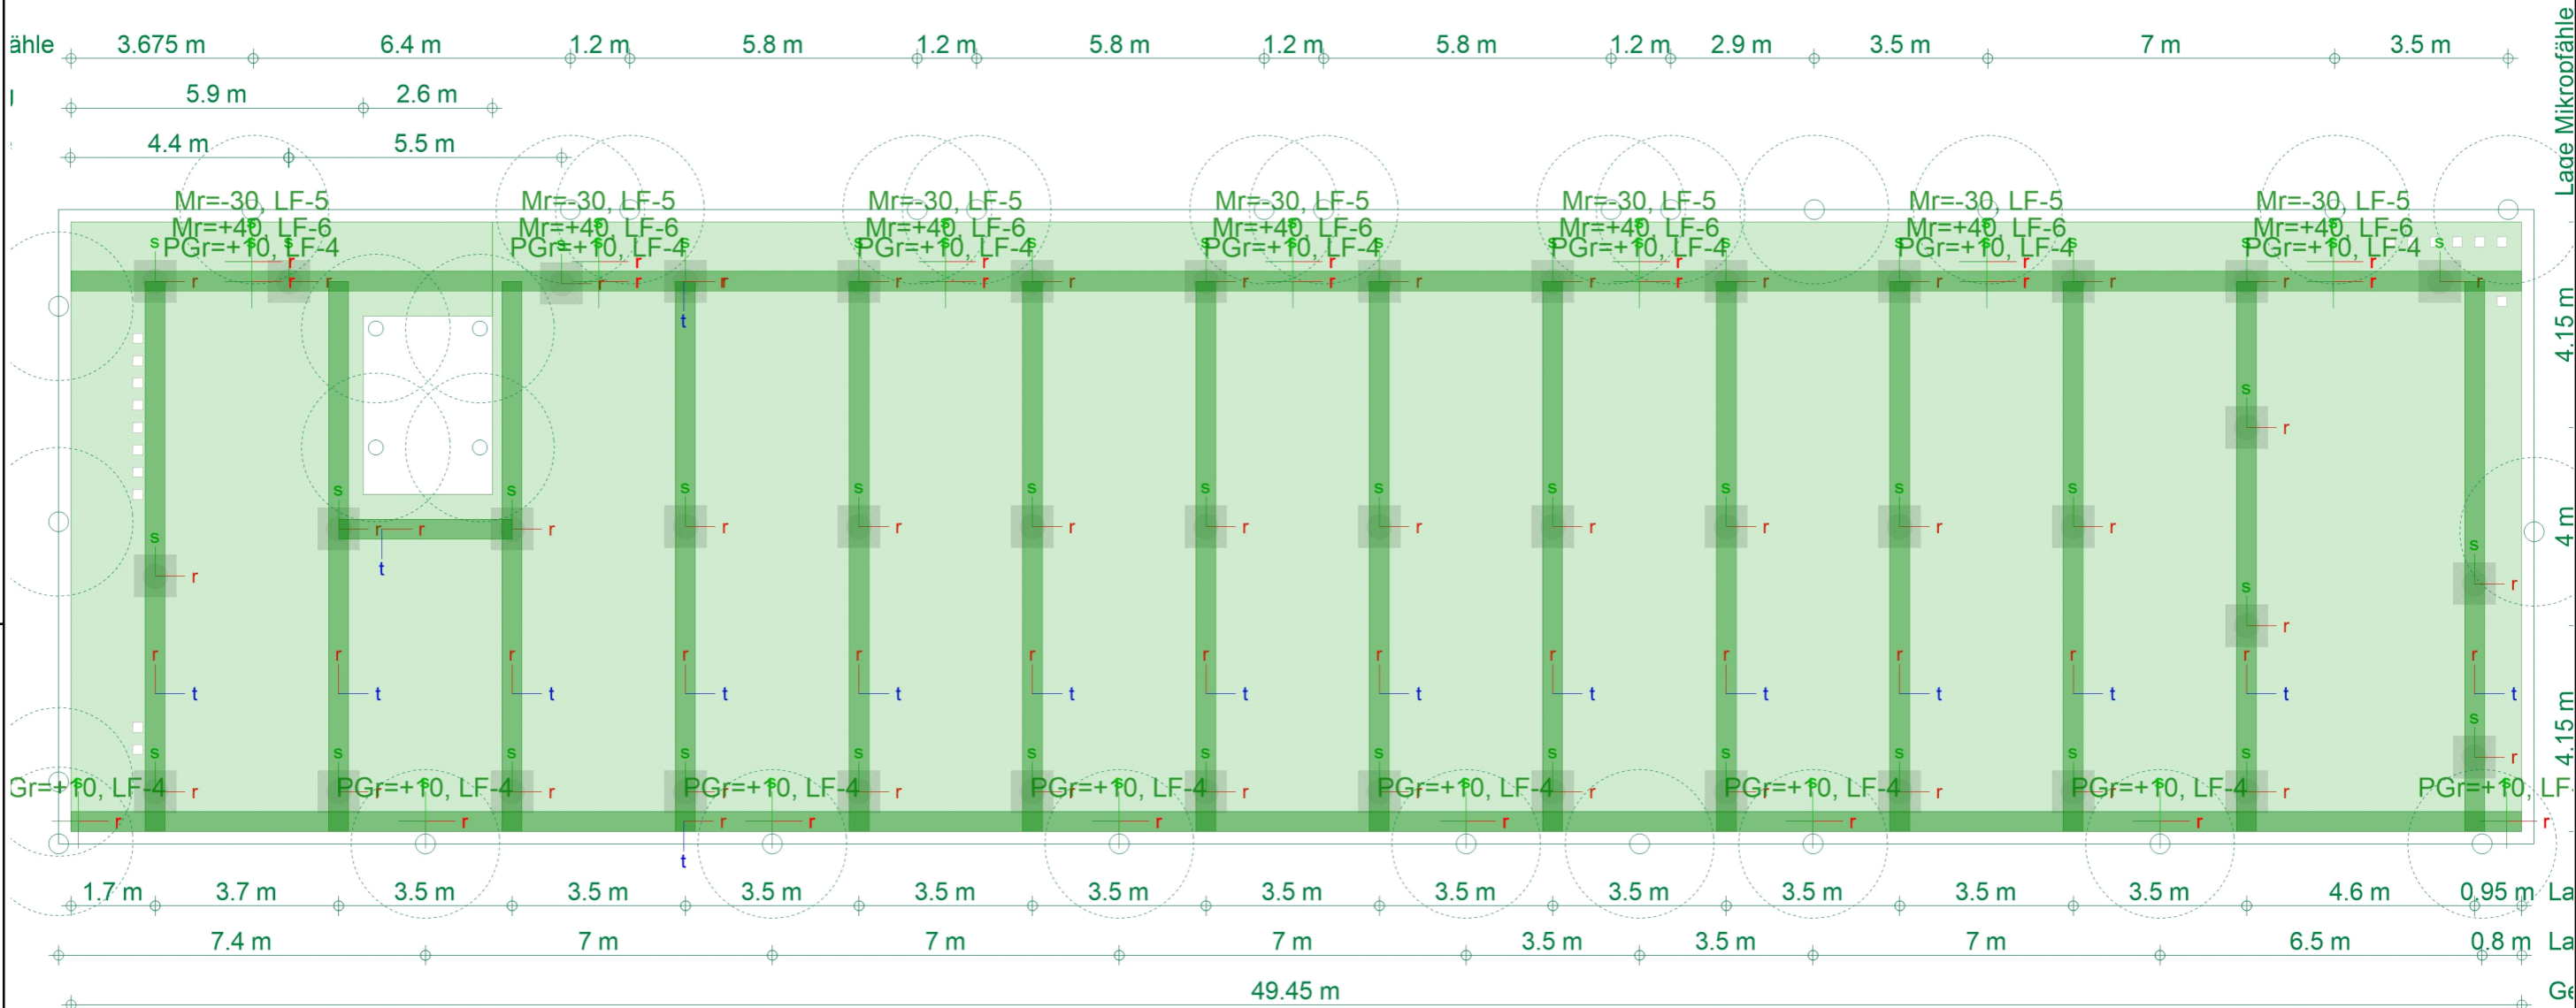 ähle 3.675 m 6.4 m 1.2 m 5.8 m 1.2 m 5.8 m 1.2 m 5.8 m 1.2 m 2.9 m 3.5 m 7 m 3.5 m
5.9 m 2.6 m
4.4 m 5.5 m
Lage Mikropfähle
Mr=-30, LF-5 Mr=-30, LF-5 Mr=-30, LF-5 Mr=-30, LF-5 Mr=-30, LF-5 Mr=-30, LF-5 Mr=-30, LF-5
Mr=+40, LF-6 Mr=+40, LF-6 Mr=+40, LF-6 Mr=+40, LF-6 Mr=+40, LF-6 Mr=+40, LF-6 Mr=+40, LF-6
PGr=+10, LF-4 PGr=+10, LF-4 PGr=+10, LF-4 PGr=+10, LF-4 PGr=+10, LF-4 PGr=+10, LF-4 PGr=+10, LF-4
s s s s s s s s s s s s
r r r r r r r
r r r r r r r r r r r r r r r r r r r r
t
4.15 m
s
r
s s s s s s s s s s s
r r r r r r r r r r r r
t
4 m
s s s
r r r
r r r r r r r r r r r r r r
t t t t t t t t t t t t t t
4.15 m
s
r
s s s s s s s s s s s s s
Gr=+10, LF-4 PGr=+10, LF-4 PGr=+10, LF-4 PGr=+10, LF-4 PGr=+10, LF-4 PGr=+10, LF-4 PGr=+10, LF-4 PGr=+10, LF
r r r r r r r r r
t
1.7 m 3.7 m 3.5 m 3.5 m 3.5 m 3.5 m 3.5 m 3.5 m 3.5 m 3.5 m 3.5 m 3.5 m 3.5 m 4.6 m 0.95 m La
7.4 m 7 m 7 m 7 m 3.5 m 3.5 m 7 m 6.5 m 0.8 m La
49.45 m Ge